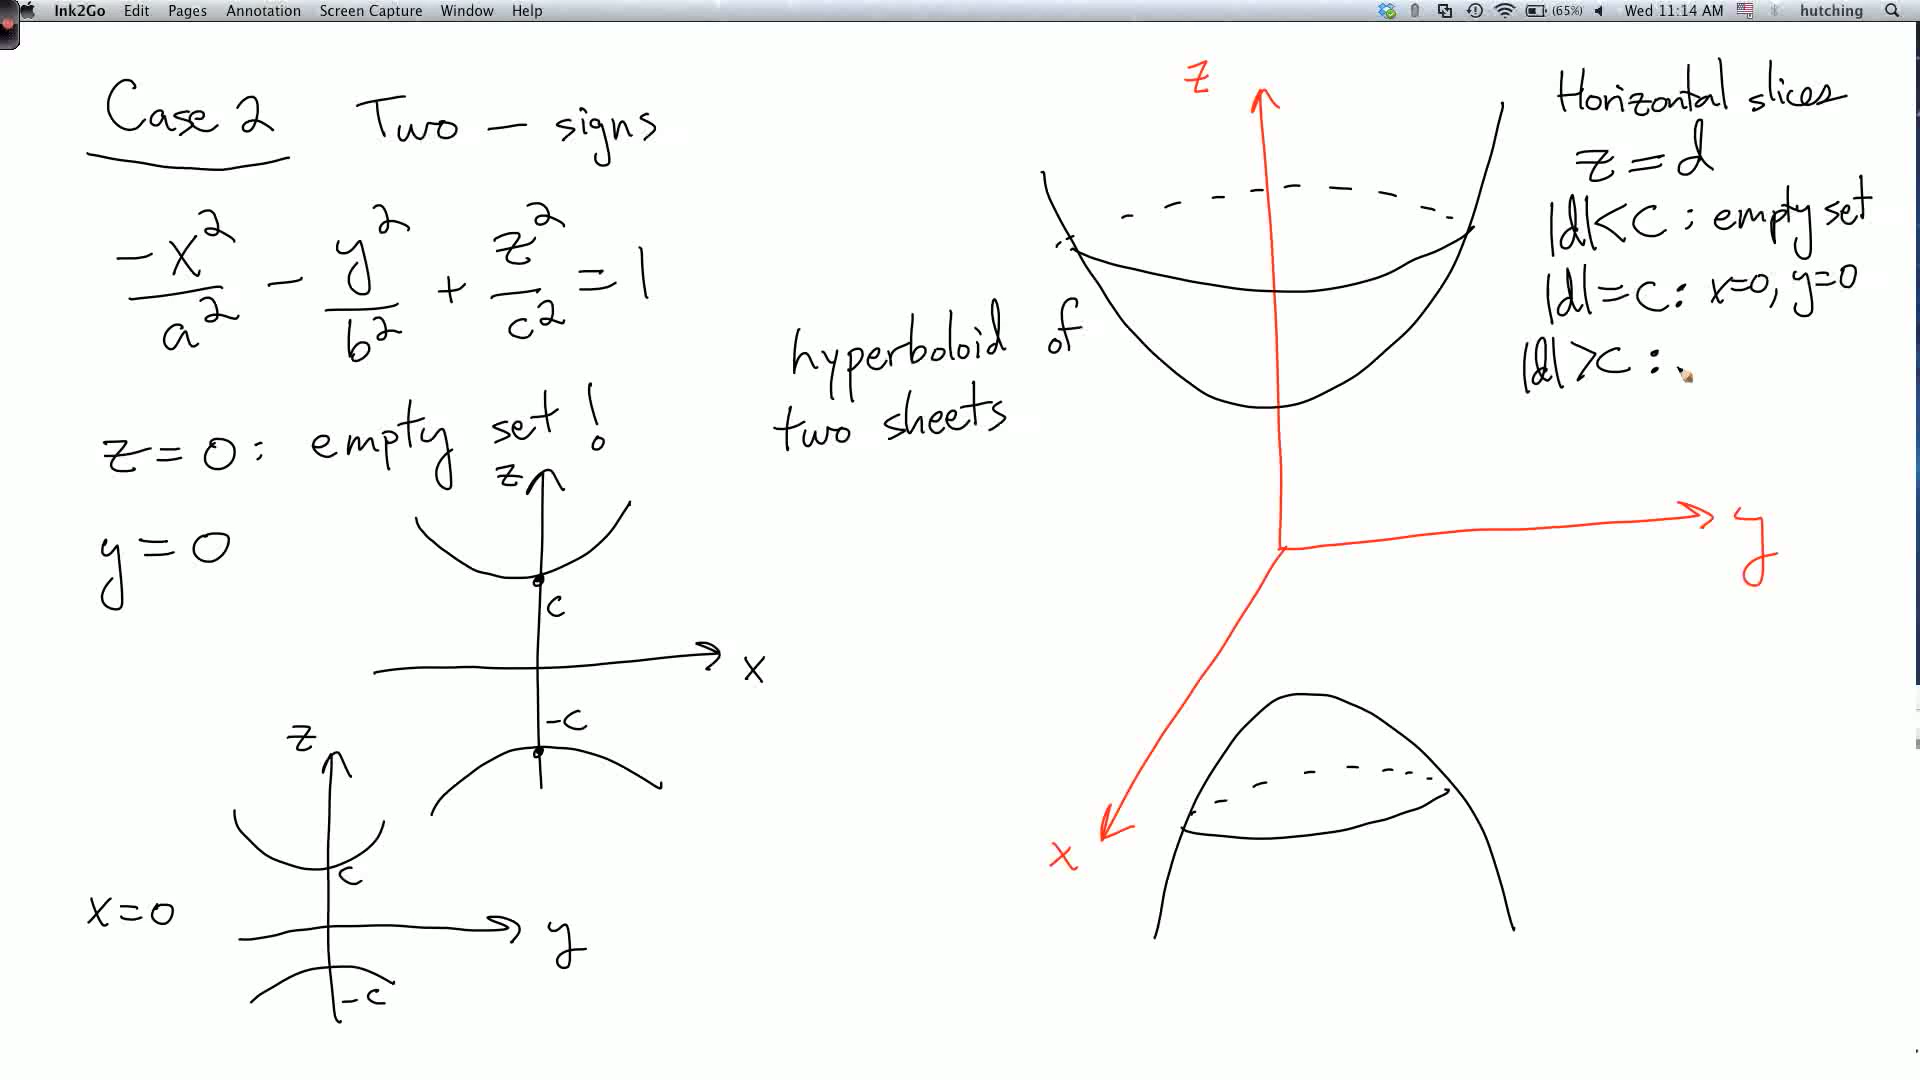 Ink2Go Edit Pages Annotation Screen Capture Window Help (65%) Wed 11:14 AM hutching
Case 2 Two – signs
-x²/a² - y²/b² + z²/c² = 1
z = 0 : empty set !
y = 0
z
c
x
-c
x = 0
z
c
y
-c
hyperboloid of
two sheets
z
y
x
Horizontal slices
z = d
|d| < c : empty set
|d| = c : x=0, y=0
|d| > c :